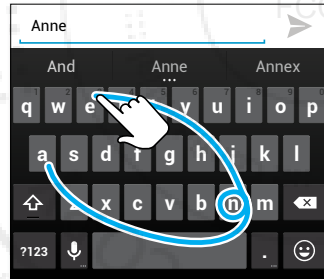 Anne
And Anne Annex
q w e y u i o p
a s d f g h j k l
x c v b n m
?123 .